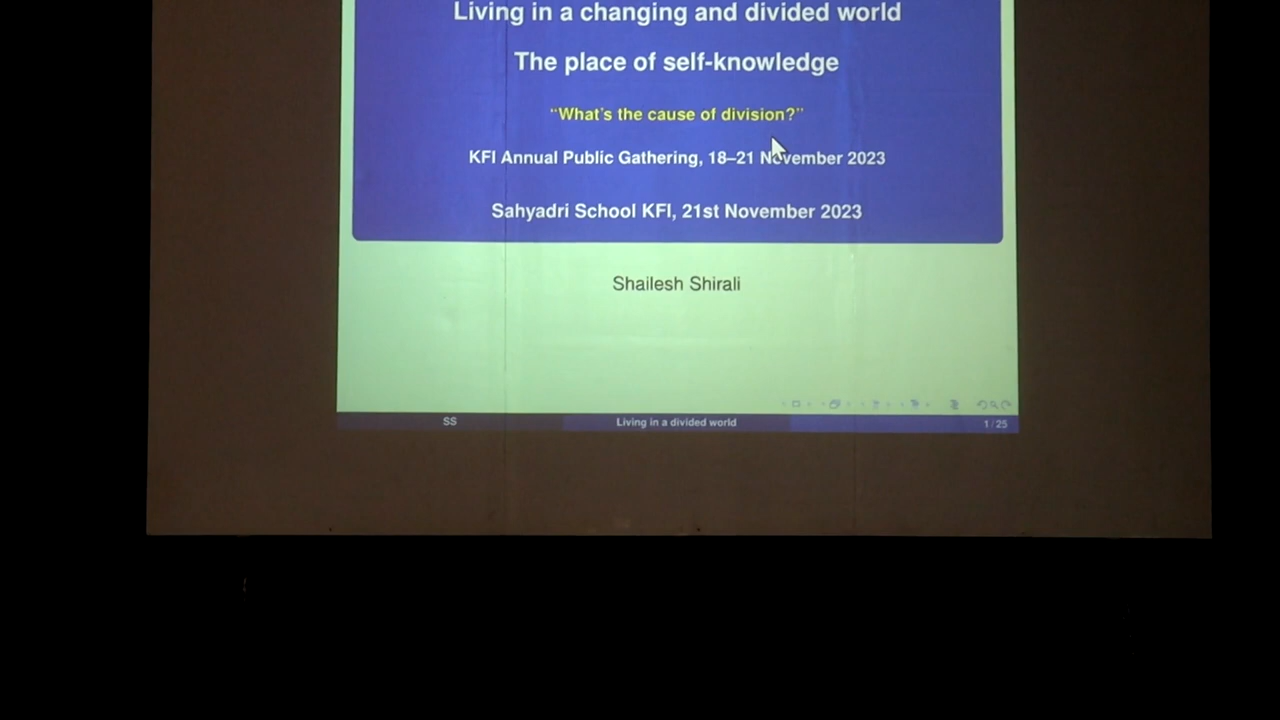 Living in a changing and divided world
The place of self-knowledge
“What’s the cause of division?”
KFI Annual Public Gathering, 18–21 November 2023
Sahyadri School KFI, 21st November 2023
Shailesh Shirali
SS
Living in a divided world
1 / 25